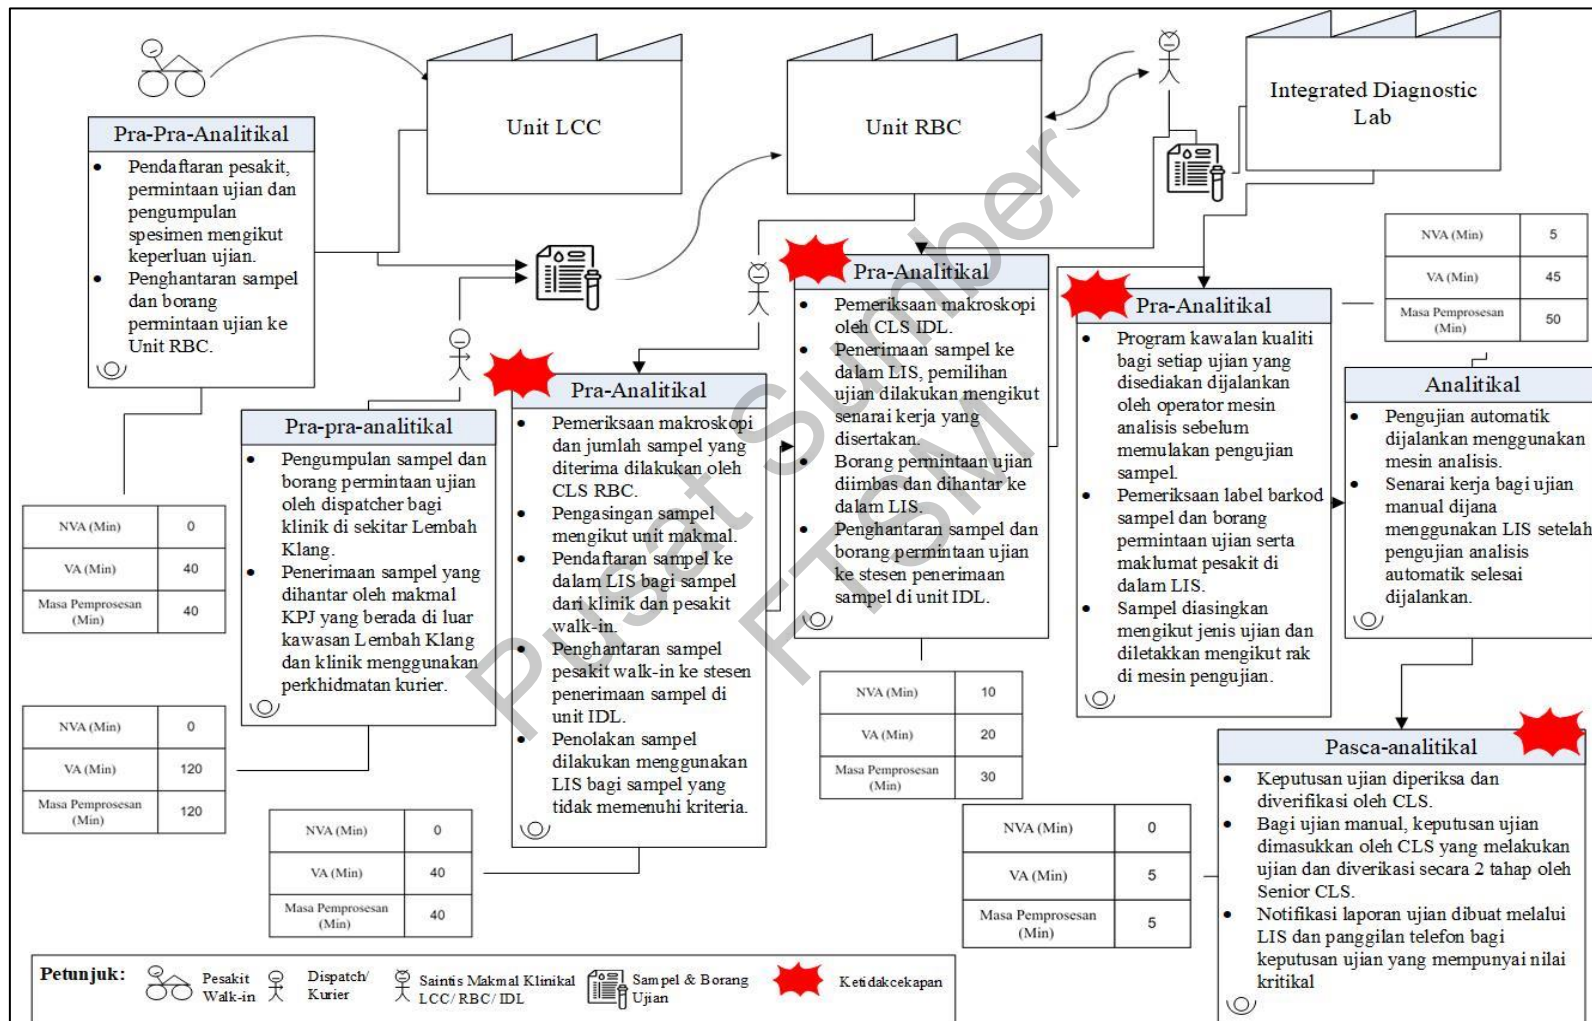 Unit LCC
Unit RBC
Integrated Diagnostic
Lab
Pra-Pra-Analitikal
• Pendaftaran pesakit,
permintaan ujian dan
pengumpulan
spesimen mengikut
keperluan ujian.
• Penghantaran sampel
dan borang
permintaan ujian ke
Unit RBC.
NVA (Min) 0
VA (Min) 40
Masa Pemprosesan
(Min) 40
Pra-pra-analitikal
• Pengumpulan sampel dan
borang permintaan ujian
oleh dispatcher bagi
klinik di sekitar Lembah
Klang.
• Penerimaan sampel yang
dihantar oleh makmal
KPJ yang berada di luar
kawasan Lembah Klang
dan klinik menggunakan
perkhidmatan kurier.
NVA (Min) 0
VA (Min) 120
Masa Pemprosesan
(Min) 120
Pra-Analitikal
• Pemeriksaan makroskopi
dan jumlah sampel yang
diterima dilakukan oleh
CLS RBC.
• Pengasingan sampel
mengikut unit makmal.
• Pendaftaran sampel ke
dalam LIS bagi sampel
dari klinik dan pesakit
walk-in.
• Penghantaran sampel
pesakit walk-in ke stesen
penerimaan sampel di
unit IDL.
• Penolakan sampel
dilakukan menggunakan
LIS bagi sampel yang
tidak memenuhi kriteria.
NVA (Min) 0
VA (Min) 40
Masa Pemprosesan
(Min) 40
Pra-Analitikal
• Pemeriksaan makroskopi
oleh CLS IDL.
• Penerimaan sampel ke
dalam LIS, pemilihan
ujian dilakukan mengikut
senarai kerja yang
disertakan.
• Borang permintaan ujian
diimbas dan dihantar ke
dalam LIS.
• Penghantaran sampel dan
borang permintaan ujian
ke stesen penerimaan
sampel di unit IDL.
NVA (Min) 10
VA (Min) 20
Masa Pemprosesan
(Min) 30
Pra-Analitikal
• Program kawalan kualiti
bagi setiap ujian yang
disediakan dijalankan
oleh operator mesin
analisis sebelum
memulakan pengujian
sampel.
• Pemeriksaan label barkod
sampel dan borang
permintaan ujian serta
maklumat pesakit di
dalam LIS.
• Sampel diasingkan
mengikut jenis ujian dan
diletakkan mengikut rak
di mesin pengujian.
NVA (Min) 5
VA (Min) 45
Masa Pemprosesan
(Min) 50
Analitikal
• Pengujian automatik
dijalankan menggunakan
mesin analisis.
• Senarai kerja bagi ujian
manual dijana
menggunakan LIS setelah
pengujian analisis
automatik selesai
dijalankan.
Pasca-analitikal
• Keputusan ujian diperiksa dan
diverifikasi oleh CLS.
• Bagi ujian manual, keputusan ujian
dimasukkan oleh CLS yang melakukan
ujian dan diverikasi secara 2 tahap oleh
Senior CLS.
• Notifikasi laporan ujian dibuat melalui
LIS dan panggilan telefon bagi
keputusan ujian yang mempunyai nilai
kritikal
NVA (Min) 0
VA (Min) 5
Masa Pemprosesan
(Min) 5
Petunjuk:
Pesakit
Walk-in
Dispatch/
Kurier
Saintis Makmal Klinikal
LCC/ RBC/ IDL
Sampel & Borang
Ujian
Ketidakcekapan
Pusat Sumber
FTSM